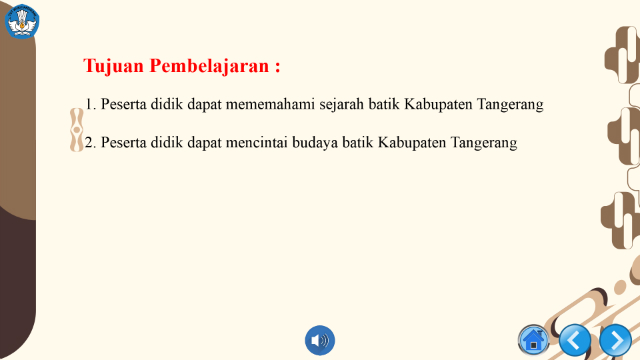 Tujuan Pembelajaran :
1. Peserta didik dapat mememahami sejarah batik Kabupaten Tangerang
2. Peserta didik dapat mencintai budaya batik Kabupaten Tangerang